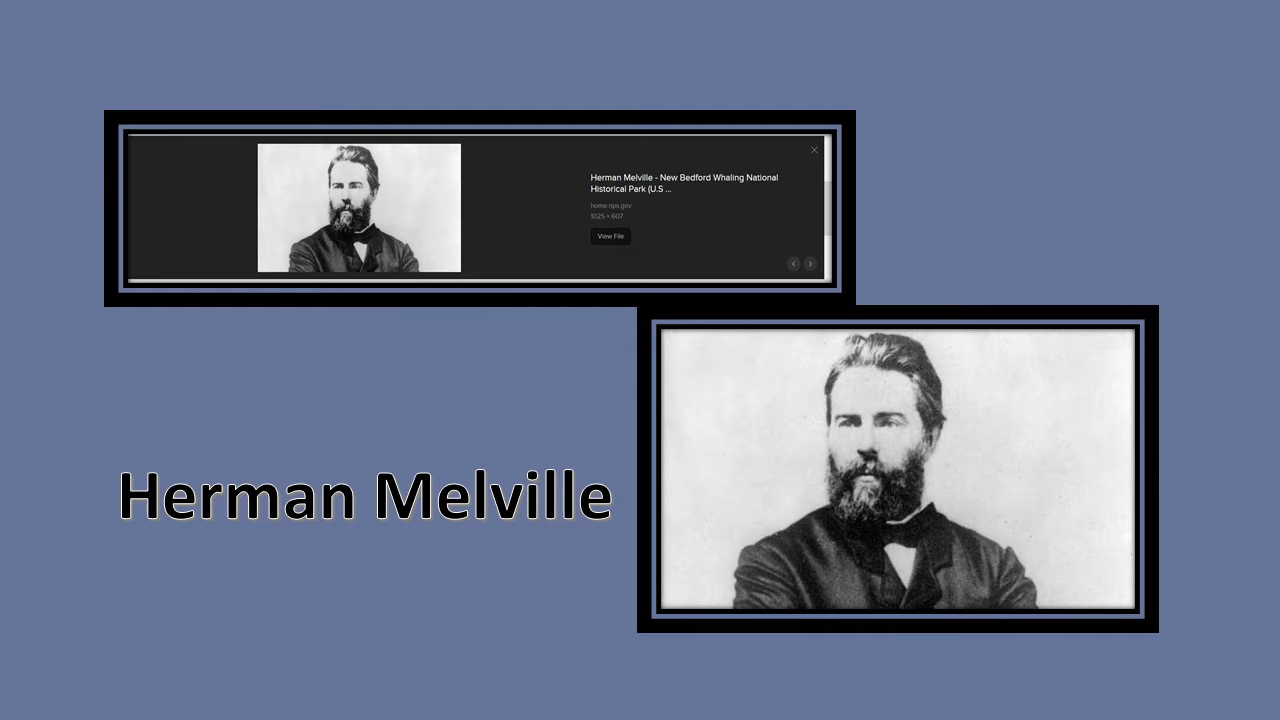 Herman Melville - New Bedford Whaling National
Historical Park (U.S ...
home.nps.gov
1025 × 607
View File
Herman Melville